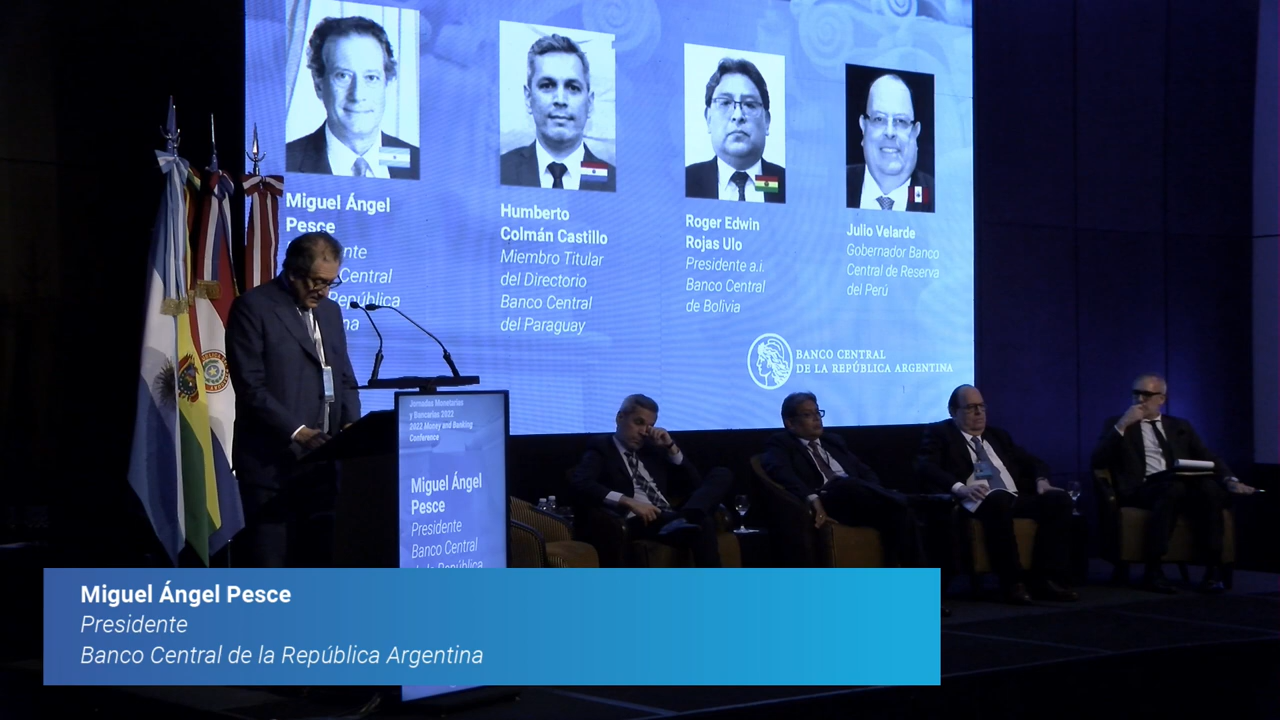 Miguel Ángel
Pesce
Central
República
Humberto
Colmán Castillo
Miembro Titular
del Directorio
Banco Central
del Paraguay
Roger Edwin
Rojas Ulo
Presidente a.i.
Banco Central
de Bolivia
Julio Velarde
Gobernador Banco
Central de Reserva
del Perú
BANCO CENTRAL
DE LA REPÚBLICA ARGENTINA
Jornadas Monetarias
y Bancarias 2022
2022 Money and Banking
Conference
Miguel Ángel
Pesce
Presidente
Banco Central
de la República
Miguel Ángel Pesce
Presidente
Banco Central de la República Argentina